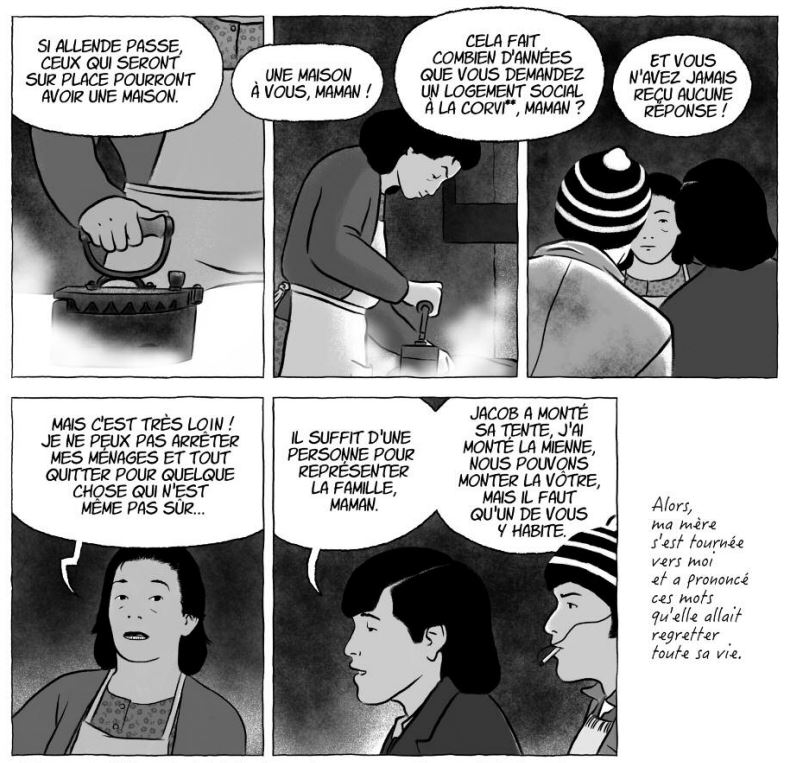 SI ALLENDE PASSE,
CEUX QUI SERONT
SUR PLACE POURRONT
AVOIR UNE MAISON.
UNE MAISON
À VOUS, MAMAN !
CELA FAIT
COMBIEN D'ANNÉES
QUE VOUS DEMANDEZ
UN LOGEMENT SOCIAL
À LA CORVI**, MAMAN ?
ET VOUS
N'AVEZ JAMAIS
REÇU AUCUNE
RÉPONSE !
MAIS C'EST TRÈS LOIN !
JE NE PEUX PAS ARRÊTER
MES MÉNAGES ET TOUT
QUITTER POUR QUELQUE
CHOSE QUI N'EST
MÊME PAS SÛR...
IL SUFFIT D'UNE
PERSONNE POUR
REPRÉSENTER
LA FAMILLE,
MAMAN.
JACOB A MONTÉ
SA TENTE, J'AI
MONTÉ LA MIENNE,
NOUS POUVONS
MONTER LA VÔTRE,
MAIS IL FAUT
QU'UN DE VOUS
Y HABITE.
Alors,
ma mère
s'est tournée
vers moi
et a prononcé
ces mots
qu'elle allait
regretter
toute sa vie.